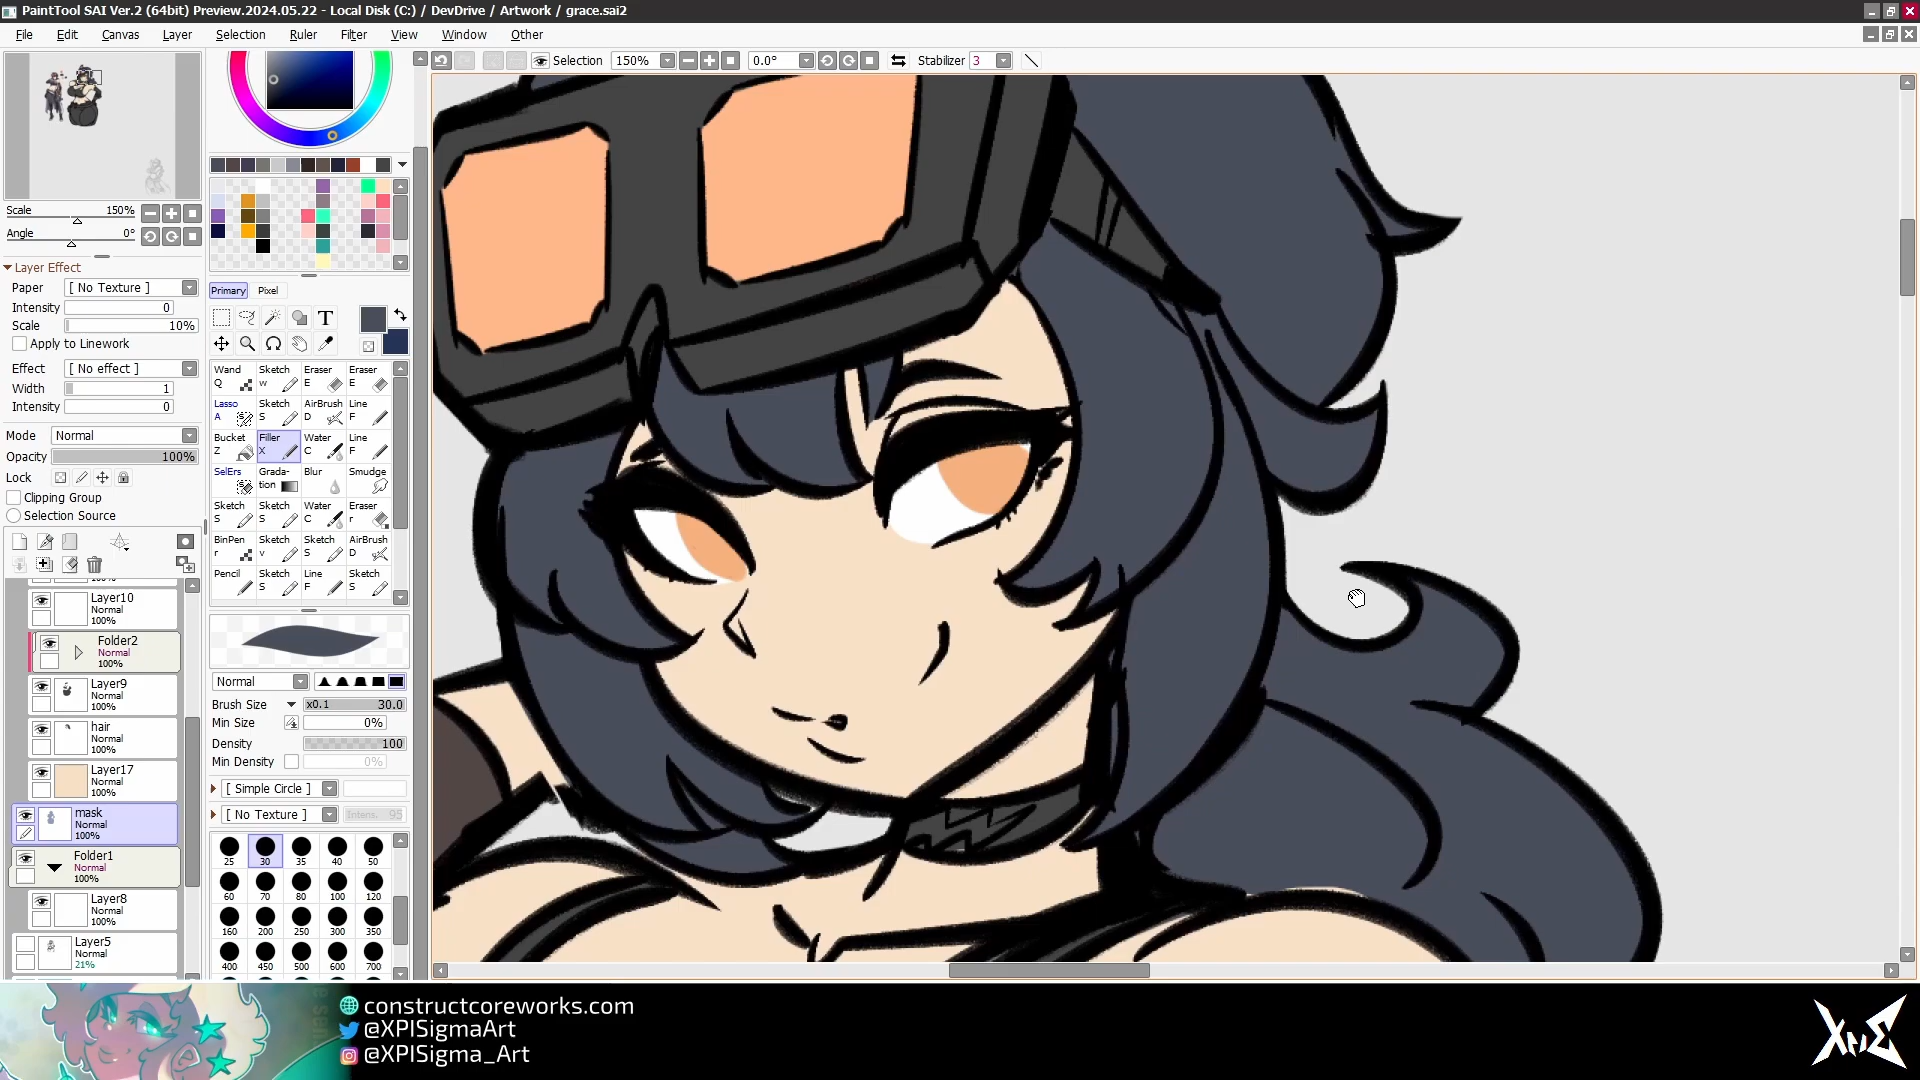 PaintTool SAI Ver.2 (64bit) Preview.2024.05.22 - Local Disk (C:) / DevDrive / Artwork / grace.sai2
File Edit Canvas Layer Selection Ruler Filter View Window Other
Selection 150% 0.0° Stabilizer 3
Scale 150%
Angle 0°
Layer Effect
Paper [ No Texture ]
Intensity 0
Scale 10%
Apply to Linework
Effect [ No effect ]
Width 1
Intensity 0
Mode Normal
Opacity 100%
Lock
Clipping Group
Selection Source
100%
Layer10
Normal
100%
Folder2
Normal
100%
Layer9
Normal
100%
hair
Normal
100%
Layer17
Normal
100%
mask
Normal
100%
Folder1
Normal
100%
Layer8
Normal
100%
Layer5
Normal
21%
Primary Pixel
T
Wand Sketch Eraser Eraser
Q w E E
Lasso Sketch AirBrush Line
A S D F
Bucket Filler Water Line
Z X C F
SelErs Grada- Blur Smudge
tion
Sketch Sketch Water Eraser
S S C r
BinPen Sketch Sketch AirBrush
r v S D
Pencil Sketch Line Sketch
S F S
Normal
Brush Size x0.1 30.0
Min Size 0%
Density 100
Min Density 0%
[ Simple Circle ]
[ No Texture ] Intens. 95
25 30 35 40 50
60 70 80 100 120
160 200 250 300 350
400 450 500 600 700
constructcoreworks.com
@XPISigmaArt
@XPISigma_Art